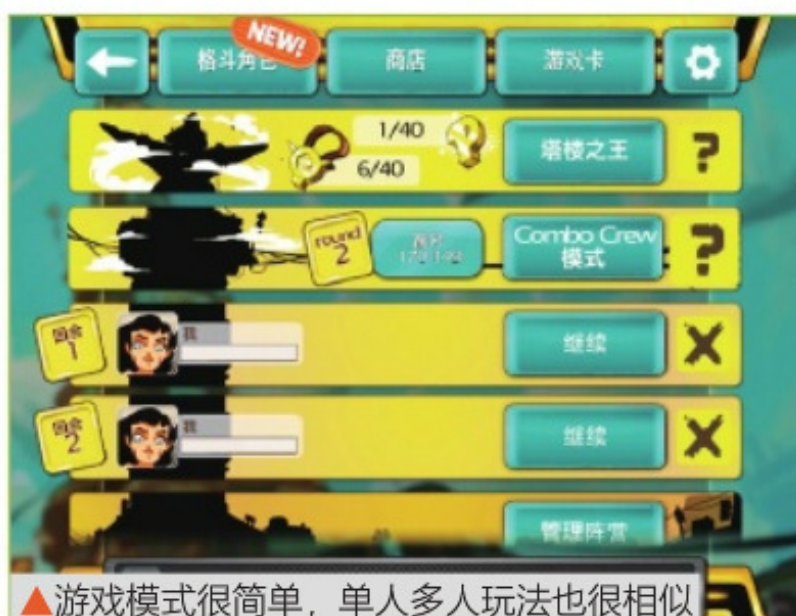 NEW!
格斗角色
商店
游戏卡
1/40
6/40
塔楼之王
?
round
2
Combo Crew
模式
?
回合
1
我
继续
X
回合
2
我
继续
X
管理阵营
▲游戏模式很简单，单人多人玩法也很相似